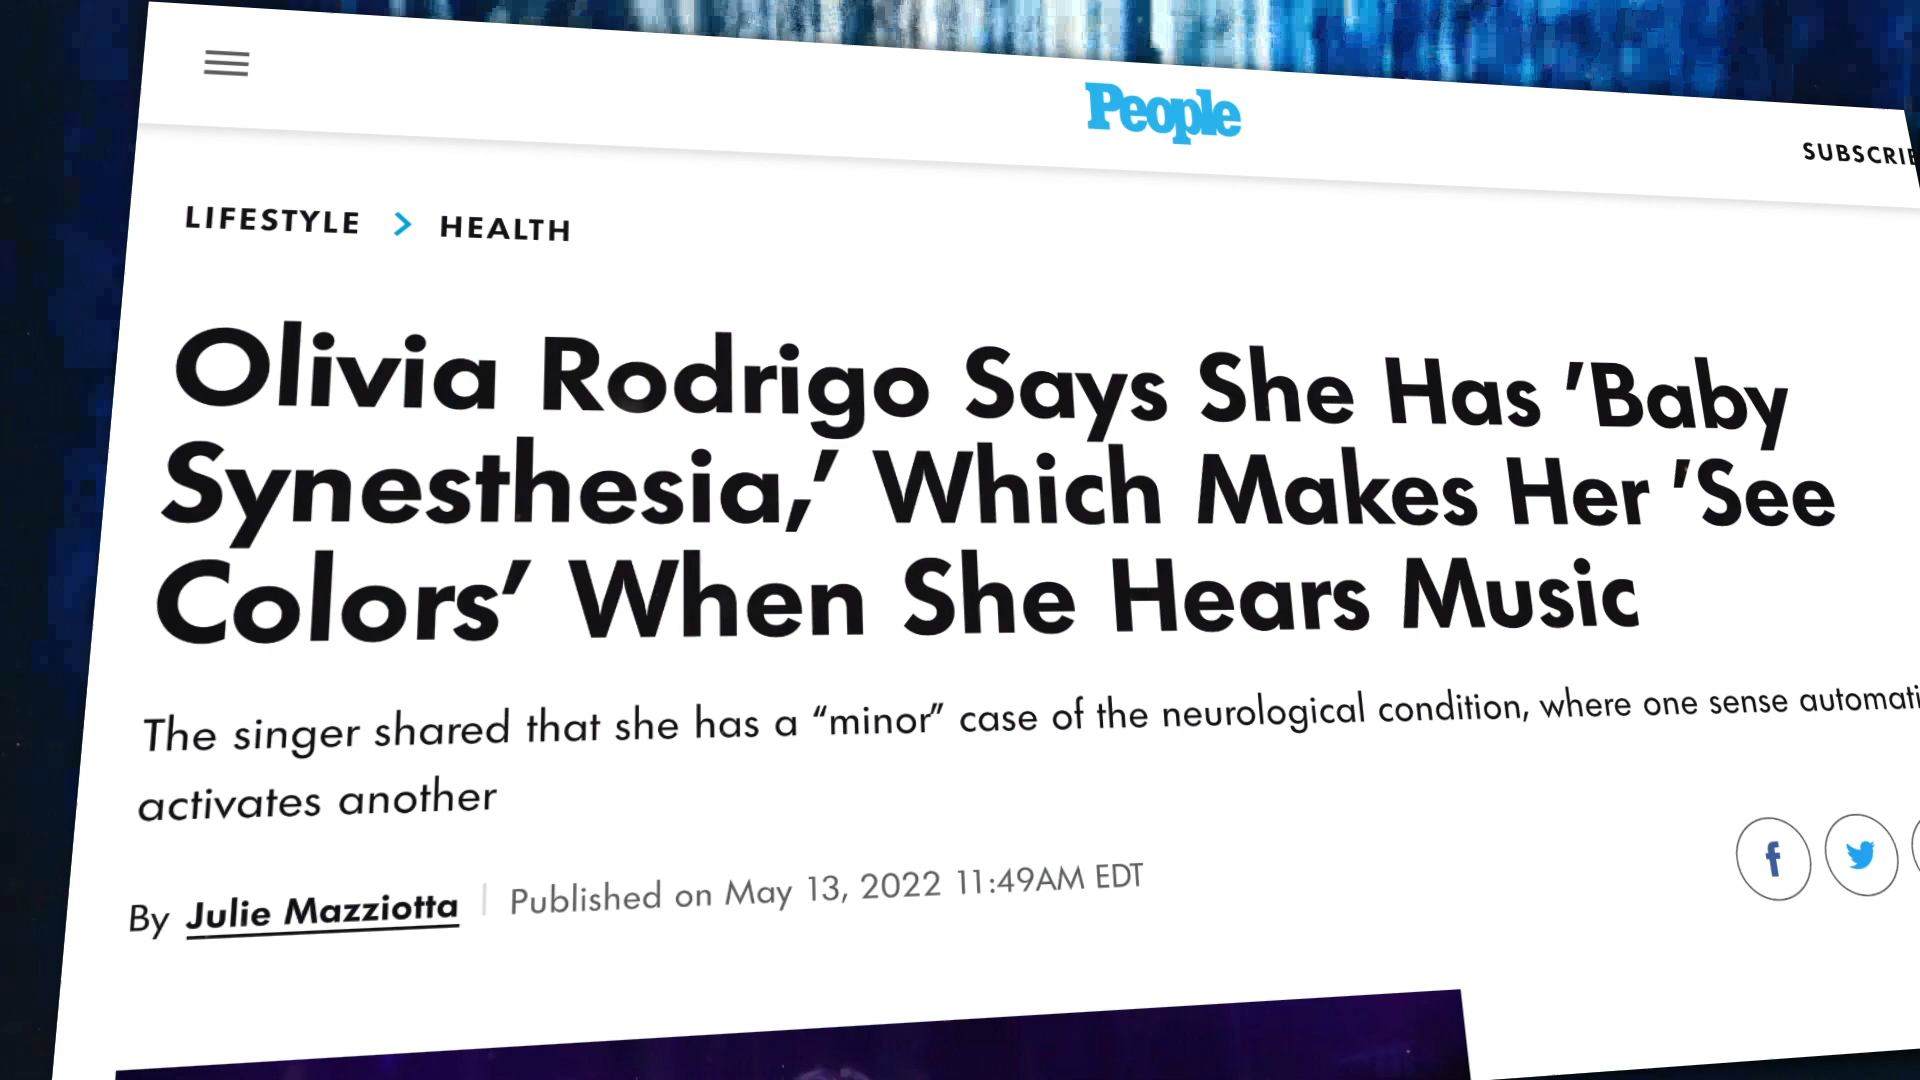 People
SUBSCRIB
LIFESTYLE > HEALTH
Olivia Rodrigo Says She Has 'Baby
Synesthesia,' Which Makes Her 'See
Colors' When She Hears Music
The singer shared that she has a “minor” case of the neurological condition, where one sense automati
activates another
By Julie Mazziotta | Published on May 13, 2022 11:49AM EDT